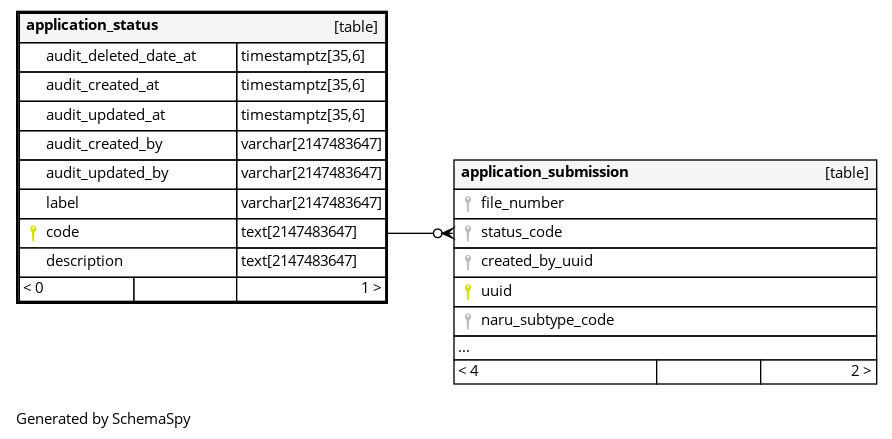 application_status [table]
audit_deleted_date_at timestamptz[35,6]
audit_created_at timestamptz[35,6]
audit_updated_at timestamptz[35,6]
audit_created_by varchar[2147483647]
audit_updated_by varchar[2147483647]
label varchar[2147483647]
code text[2147483647]
description text[2147483647]
< 0 1 >
application_submission [table]
file_number
status_code
created_by_uuid
uuid
naru_subtype_code
...
< 4 2 >
Generated by SchemaSpy